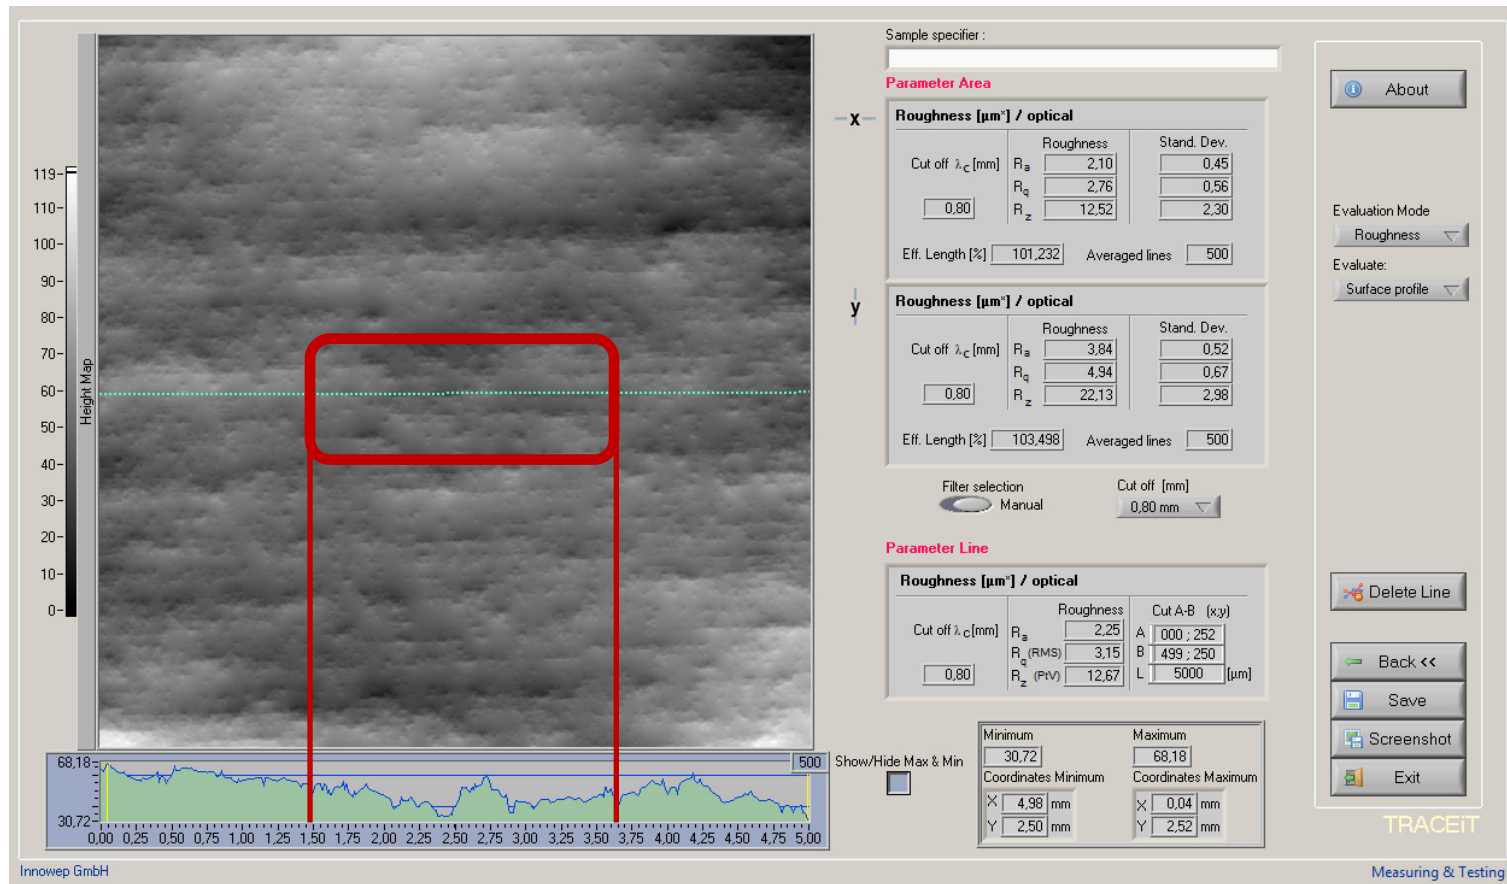 Sample specifier :
Parameter Area
x
Roughness [µm*] / optical
Roughness Stand. Dev.
Cut off λc[mm] Ra 2,10 0,45
Rq 2,76 0,56
0,80 Rz 12,52 2,30
Eff. Length [%] 101,232 Averaged lines 500
y
Roughness [µm*] / optical
Roughness Stand. Dev.
Cut off λc[mm] Ra 3,84 0,52
Rq 4,94 0,67
0,80 Rz 22,13 2,98
Eff. Length [%] 103,498 Averaged lines 500
Filter selection
Manual
Cut off [mm]
0,80 mm
Parameter Line
Roughness [µm*] / optical
Roughness Cut A-B (x,y)
Cut off λc[mm] Ra 2,25 A 000 ; 252
Rq (RMS) 3,15 B 499 ; 250
0,80 Rz (PtV) 12,67 L 5000 [µm]
Minimum Maximum
30,72 68,18
Coordinates Minimum Coordinates Maximum
X 4,98 mm X 0,04 mm
Y 2,50 mm Y 2,52 mm
Show/Hide Max & Min
119
110
100
90
80
70
60
50
40
30
20
10
0
Height Map
68,18
500
30,72
0,00 0,25 0,50 0,75 1,00 1,25 1,50 1,75 2,00 2,25 2,50 2,75 3,00 3,25 3,50 3,75 4,00 4,25 4,50 4,75 5,00
About
Evaluation Mode
Roughness
Evaluate:
Surface profile
Delete Line
Back <<
Save
Screenshot
Exit
TRACEiT
Innowep GmbH
Measuring & Testing